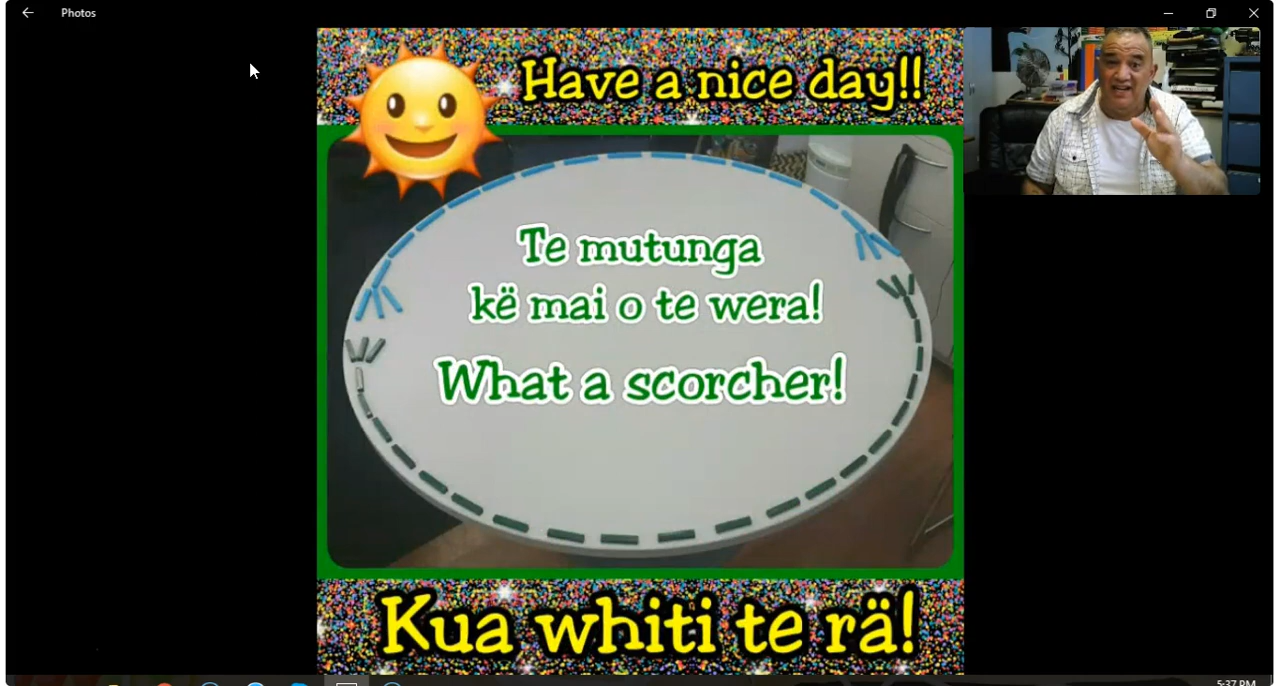 Photos
Have a nice day!!
Te mutunga
kë mai o te wera!
What a scorcher!
Kua whiti te rä!
5:37 PM